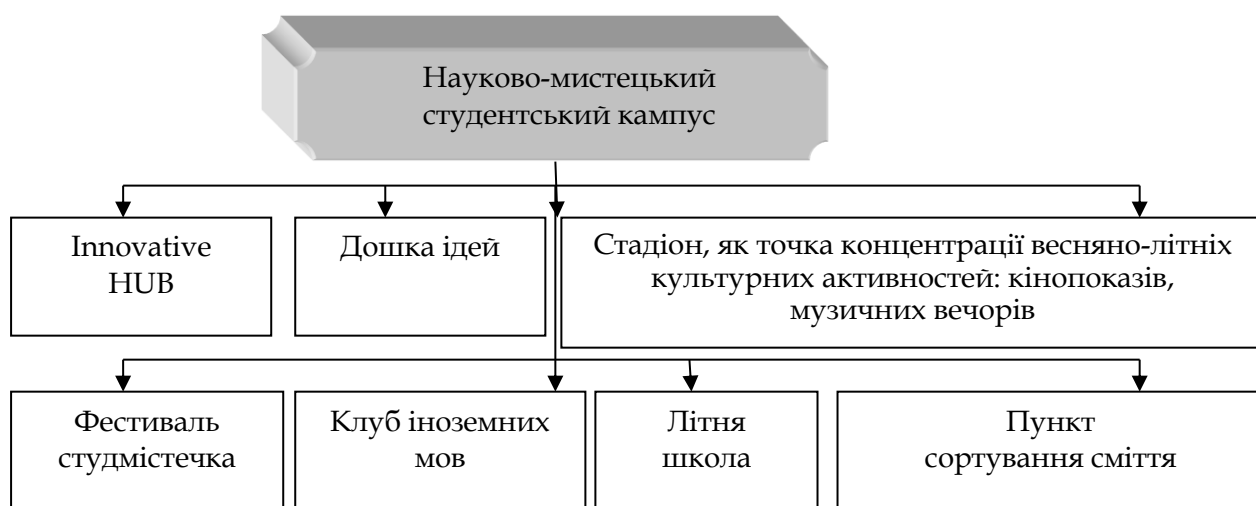 Науково-мистецький
студентський кампус
Innovative
HUB
Дошка ідей
Стадіон, як точка концентрації весняно-літніх
культурних активностей: кінопоказів,
музичних вечорів
Фестиваль
студмістечка
Клуб іноземних
мов
Літня
школа
Пункт
сортування сміття